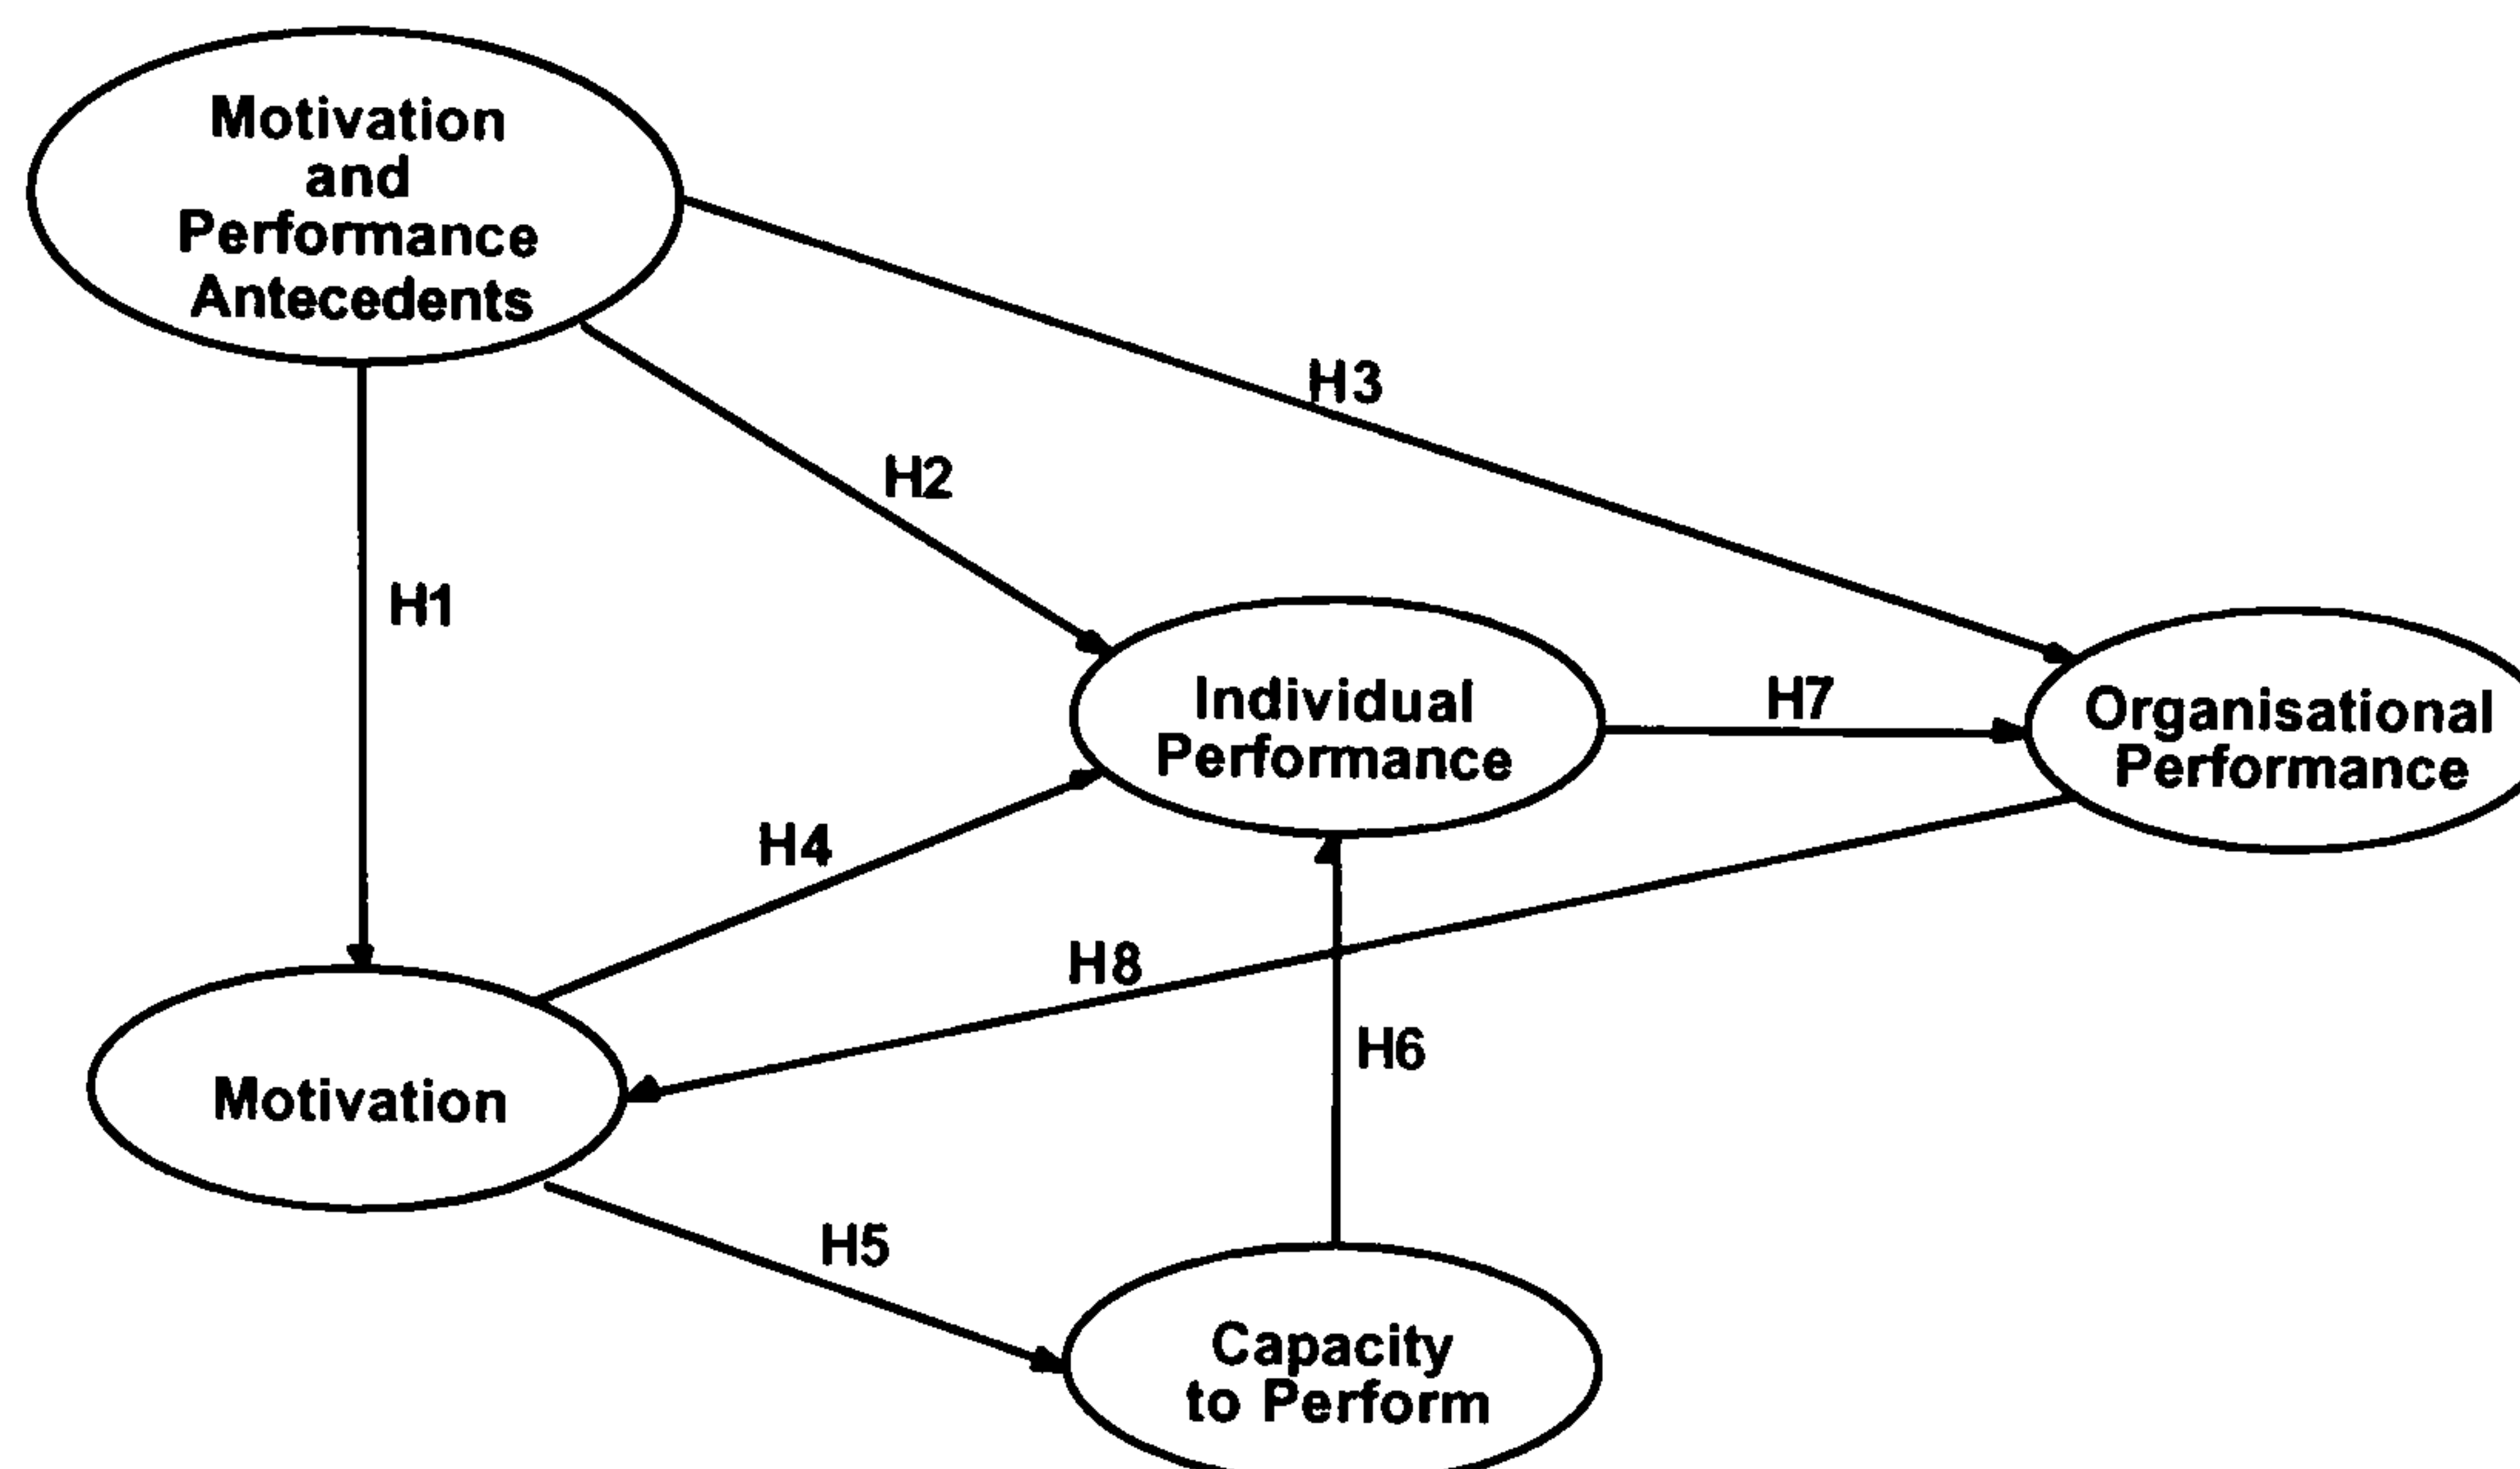 Motivation
and
Performance
Antecedents
H3
H2
H1
Individual
Performance
H7
Organisational
Performance
H4
H8
H6
Motivation
H5
Capacity
to Perform